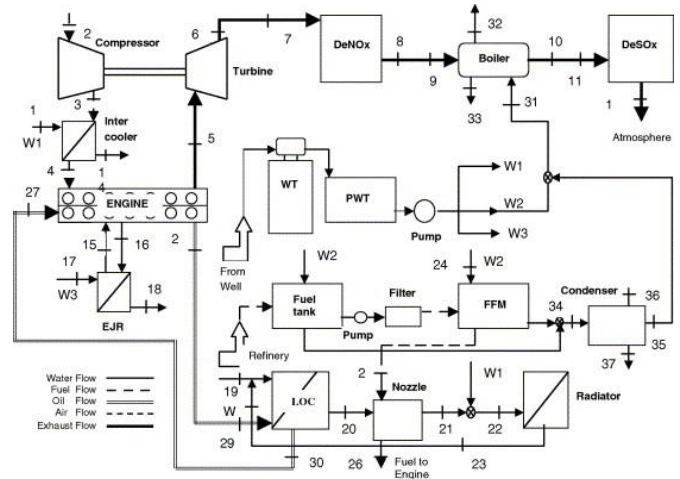 2
Compressor
3
6
7
Turbine
DeNOx
8
9
32
Boiler
33
10
11
31
DeSOx
1
Atmosphere
1
W1
Inter
cooler
4
1
4
5
27
ENGINE
15
16
2
17
W3
18
EJR
From
Well
WT
PWT
Pump
W1
W2
W3
W2
Fuel
tank
Pump
Filter
24
W2
FFM
34
Condenser
36
35
37
Refinery
Water Flow
Fuel Flow
Oil Flow
Air Flow
Exhaust Flow
19
W
29
LOC
30
20
2
Nozzle
26
Fuel to
Engine
21
W1
22
23
Radiator